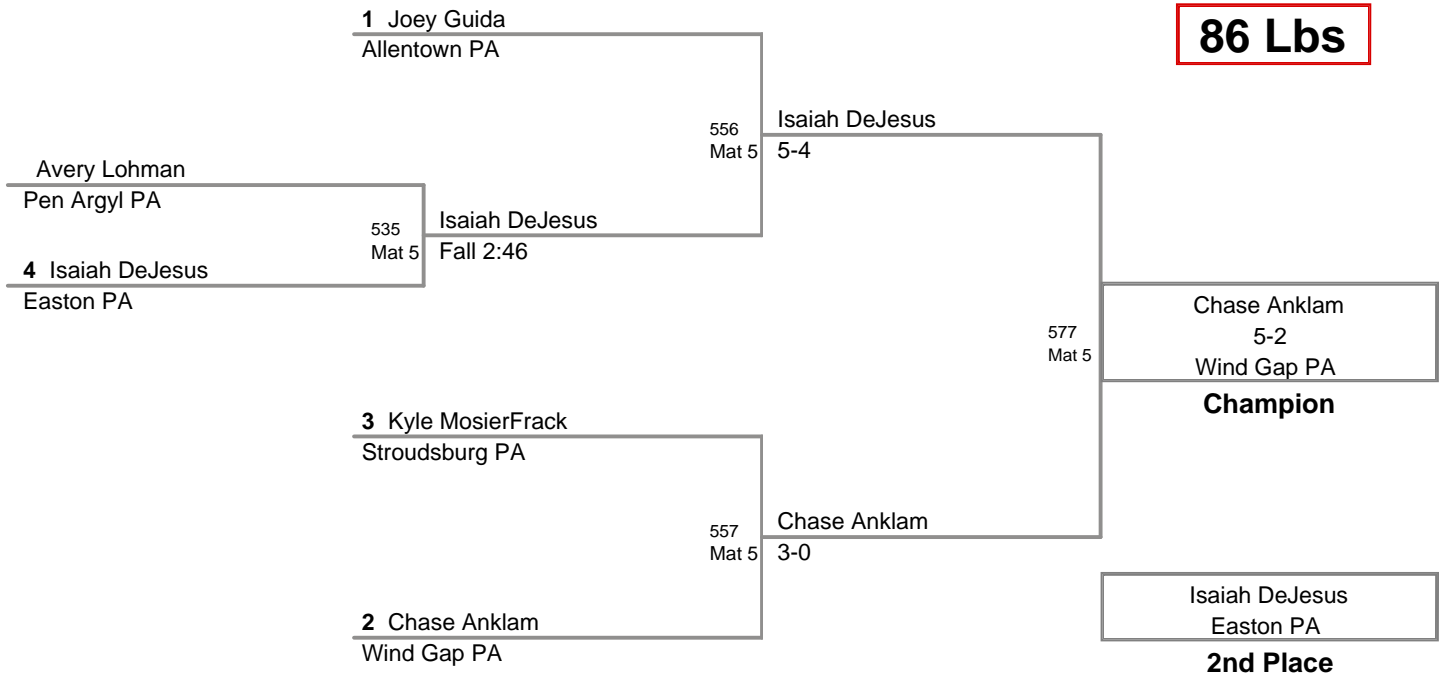 1 Joey Guida
Allentown PA
86 Lbs
556
Mat 5
Isaiah DeJesus
5-4
Avery Lohman
Pen Argyl PA
535
Mat 5
Isaiah DeJesus
Fall 2:46
4 Isaiah DeJesus
Easton PA
577
Mat 5
Chase Anklam
5-2
Wind Gap PA
Champion
3 Kyle MosierFrack
Stroudsburg PA
557
Mat 5
Chase Anklam
3-0
2 Chase Anklam
Wind Gap PA
Isaiah DeJesus
Easton PA
2nd Place